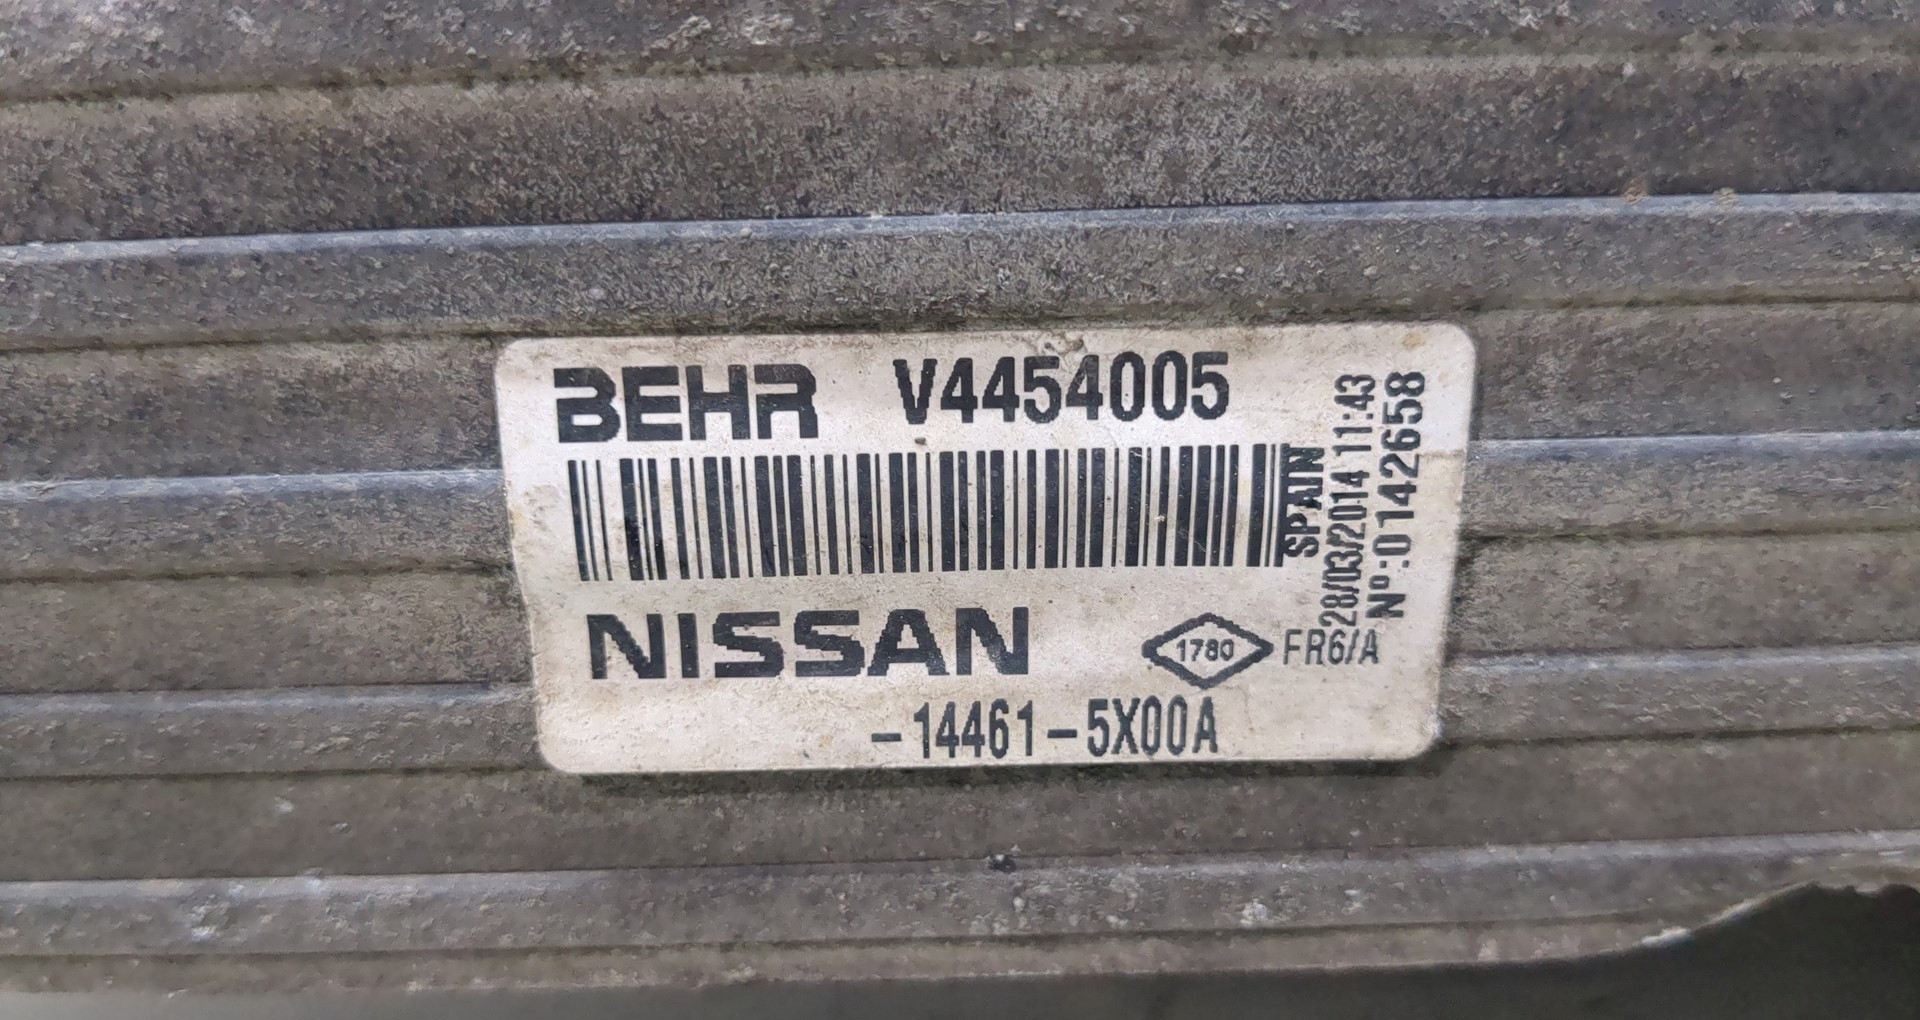 BEHR V4454005
SPAIN
28/03/2014 11:43
Nº:0142658
NISSAN 1780 FR6/A
-14461-5X00A